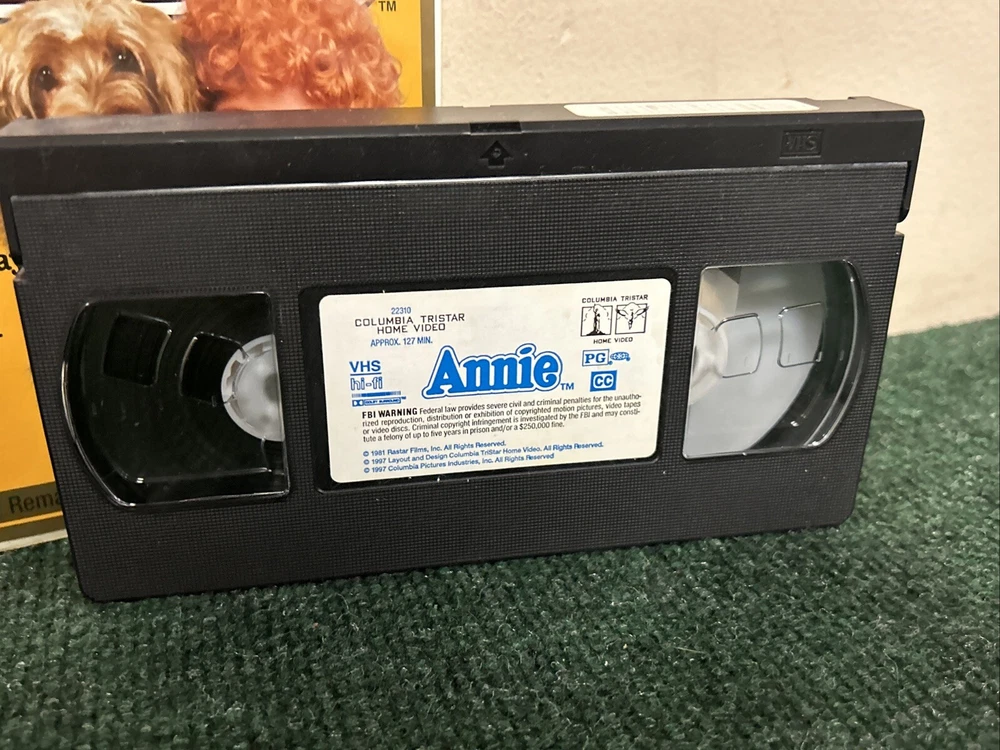 TM
VHS
22310
COLUMBIA TRISTAR
HOME VIDEO
APPROX. 127 MIN.
COLUMBIA TRISTAR
HOME VIDEO
VHS
hi-fi
DOLBY SURROUND
Annie TM
PG
CC
FBI WARNING Federal law provides severe civil and criminal penalties for the unautho-
rized reproduction, distribution or exhibition of copyrighted motion pictures, video tapes
or video discs. Criminal copyright infringement is investigated by the FBI and may consti-
tute a felony of up to five years in prison and/or a $250,000 fine.
© 1981 Rastar Films, Inc. All Rights Reserved.
© 1997 Layout and Design Columbia TriStar Home Video. All Rights Reserved.
© 1997 Columbia Pictures Industries, Inc. All Rights Reserved
Rema